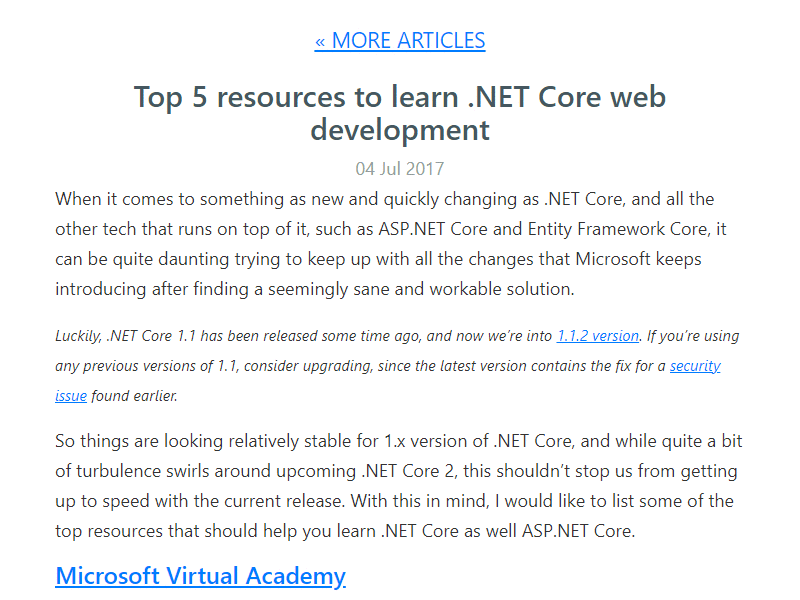 « MORE ARTICLES
Top 5 resources to learn .NET Core web
development
04 Jul 2017
When it comes to something as new and quickly changing as .NET Core, and all the
other tech that runs on top of it, such as ASP.NET Core and Entity Framework Core, it
can be quite daunting trying to keep up with all the changes that Microsoft keeps
introducing after finding a seemingly sane and workable solution.
Luckily, .NET Core 1.1 has been released some time ago, and now we’re into 1.1.2 version. If you’re using
any previous versions of 1.1, consider upgrading, since the latest version contains the fix for a security
issue found earlier.
So things are looking relatively stable for 1.x version of .NET Core, and while quite a bit
of turbulence swirls around upcoming .NET Core 2, this shouldn’t stop us from getting
up to speed with the current release. With this in mind, I would like to list some of the
top resources that should help you learn .NET Core as well ASP.NET Core.
Microsoft Virtual Academy